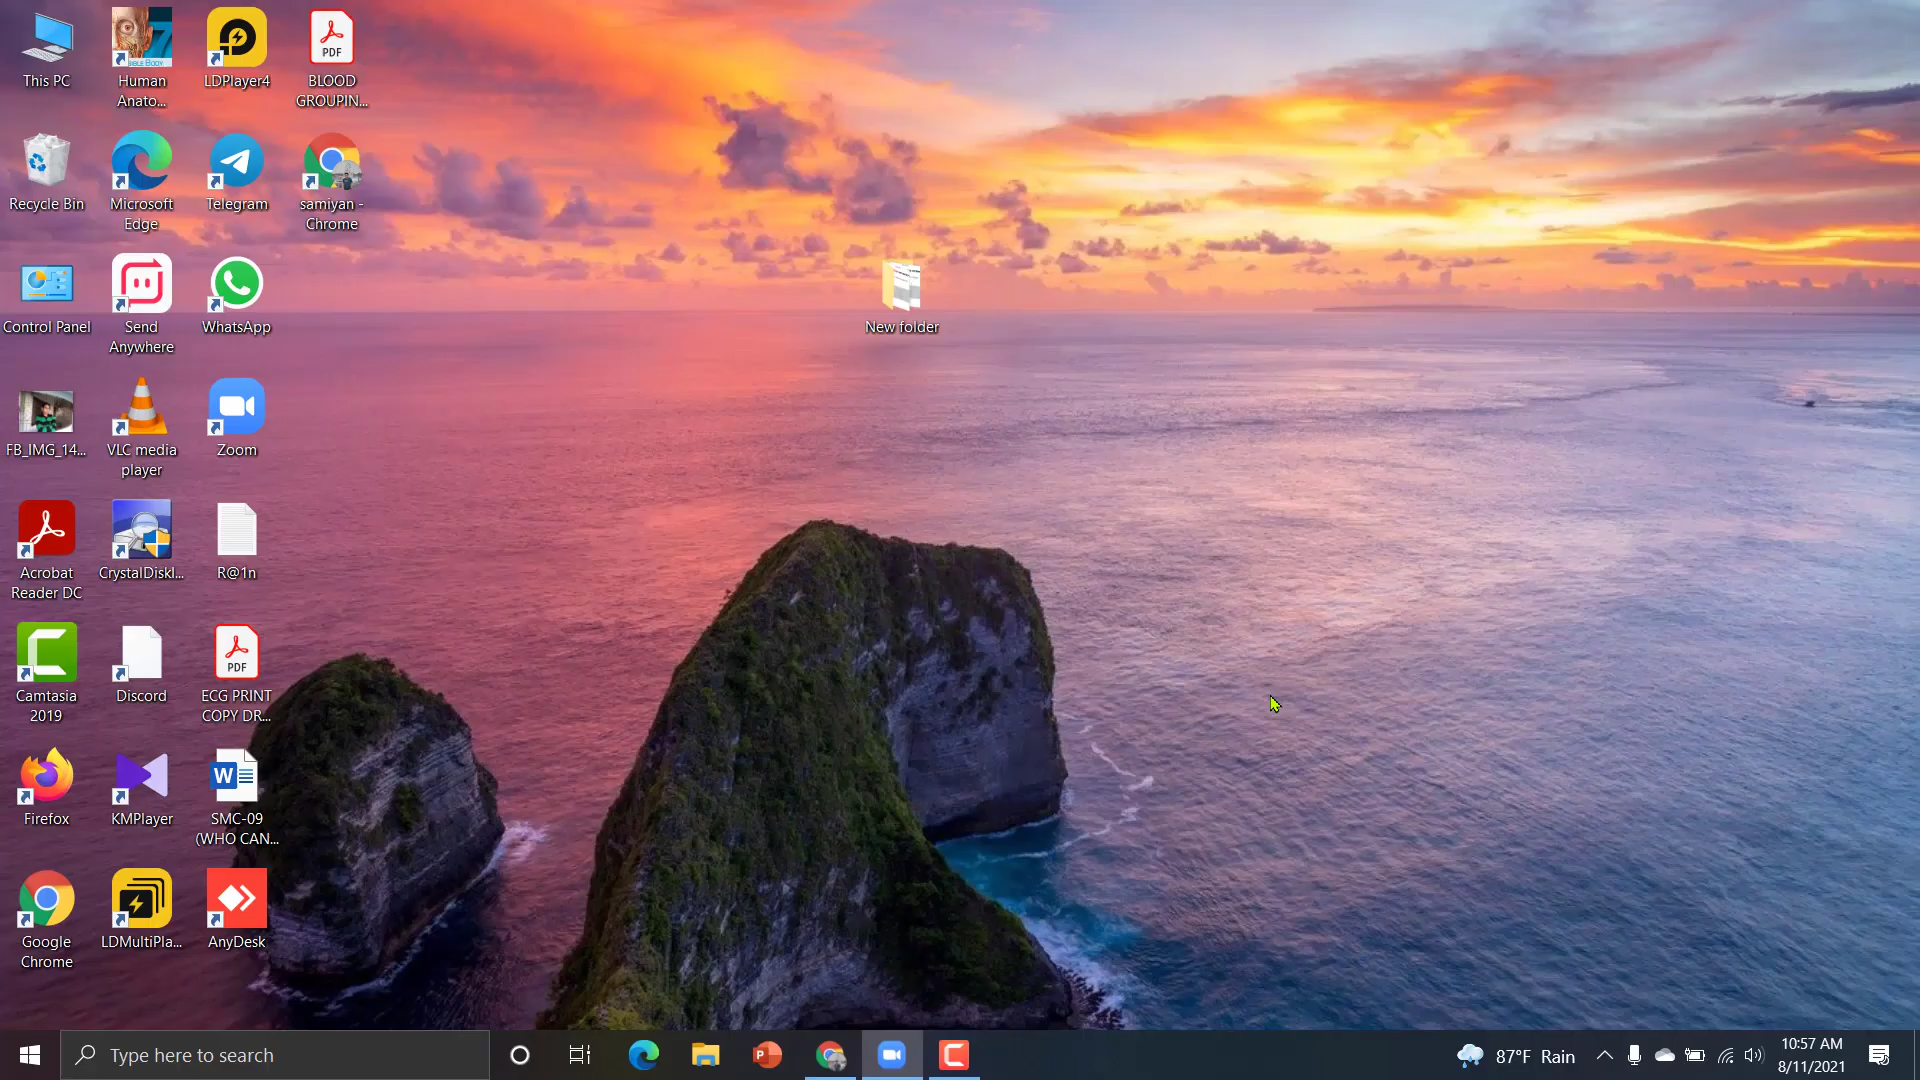 This PC
Human
Anato...
LDPlayer4
PDF
BLOOD
GROUPIN...
Recycle Bin
Microsoft
Edge
Telegram
samiyan -
Chrome
Control Panel
Send
Anywhere
WhatsApp
New folder
FB_IMG_14...
VLC media
player
Zoom
Acrobat
Reader DC
CrystalDiskI...
R@1n
Camtasia
2019
Discord
PDF
ECG PRINT
COPY DR...
Firefox
KMPlayer
W
SMC-09
(WHO CAN...
Google
Chrome
LDMultiPla...
AnyDesk
Type here to search
P
87°F Rain
10:57 AM
8/11/2021